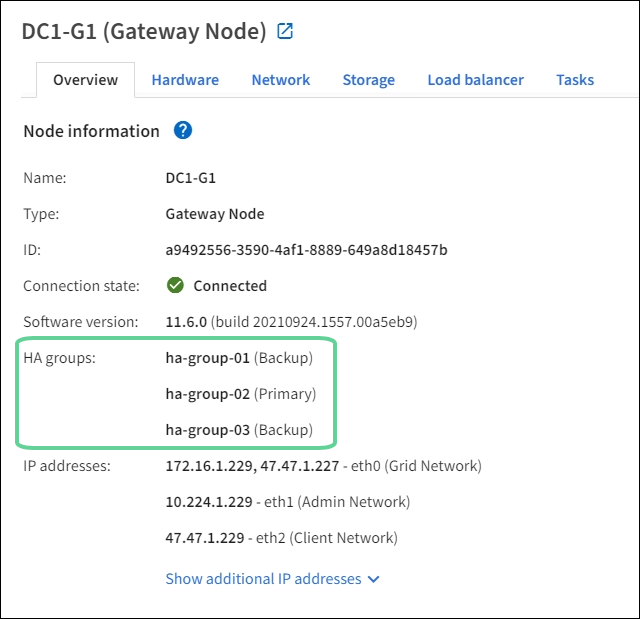 DC1-G1 (Gateway Node)
Overview Hardware Network Storage Load balancer Tasks
Node information ?
Name: DC1-G1
Type: Gateway Node
ID: a9492556-3590-4af1-8889-649a8d18457b
Connection state: Connected
Software version: 11.6.0 (build 20210924.1557.00a5eb9)
HA groups: ha-group-01 (Backup)
ha-group-02 (Primary)
ha-group-03 (Backup)
IP addresses: 172.16.1.229, 47.47.1.227 - eth0 (Grid Network)
10.224.1.229 - eth1 (Admin Network)
47.47.1.229 - eth2 (Client Network)
Show additional IP addresses